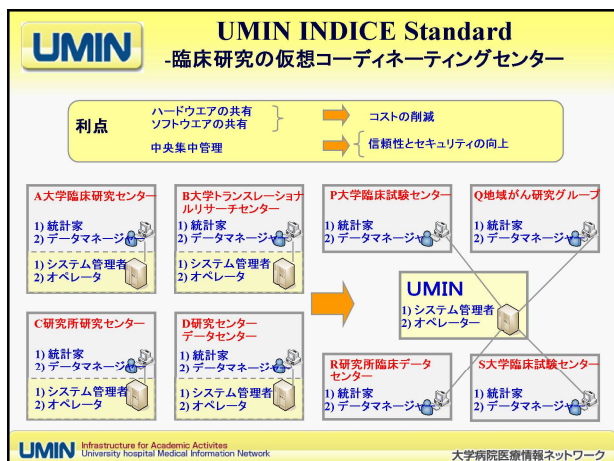 UMIN
UMIN INDICE Standard
-臨床研究の仮想コーディネーティングセンター
利点
ハードウエアの共有
ソフトウエアの共有
コストの削減
中央集中管理
信頼性とセキュリティの向上
A大学臨床研究センター
1) 統計家
2) データマネージャ
1) システム管理者
2) オペレータ
B大学トランスレーショナ
ルリサーチセンター
1) 統計家
2) データマネージャ
1) システム管理者
2) オペレータ
C研究所研究センター
1) 統計家
2) データマネージャー
1) システム管理者
2) オペレータ
D研究センター
データセンター
1) 統計家
2) データマネージャー
1) システム管理者
2) オペレータ
P大学臨床試験センター
1) 統計家
2) データマネージャ
Q地域がん研究グループ
1) 統計家
2) データマネージャ
UMIN
1) システム管理者
2) オペレーター
R研究所臨床データ
センター
1) 統計家
2) データマネージャー
S大学臨床試験センター
1) 統計家
2) データマネージャー
UMIN
Infrastructure for Academic Activites
University hospital Medical Information Network
大学病院医療情報ネットワーク